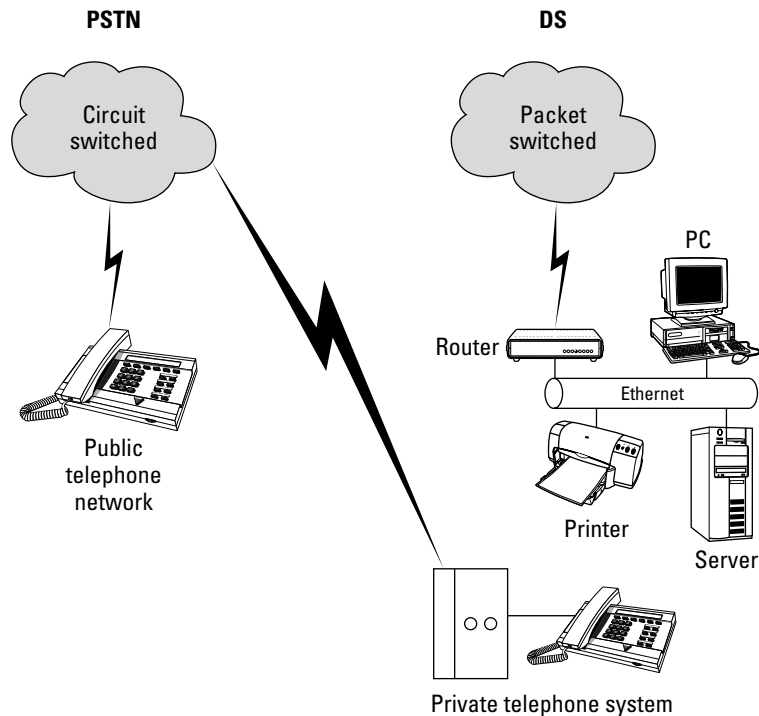 PSTN
DS
Circuit
switched
Packet
switched
PC
Router
Ethernet
Public
telephone
network
Printer
Server
Private telephone system